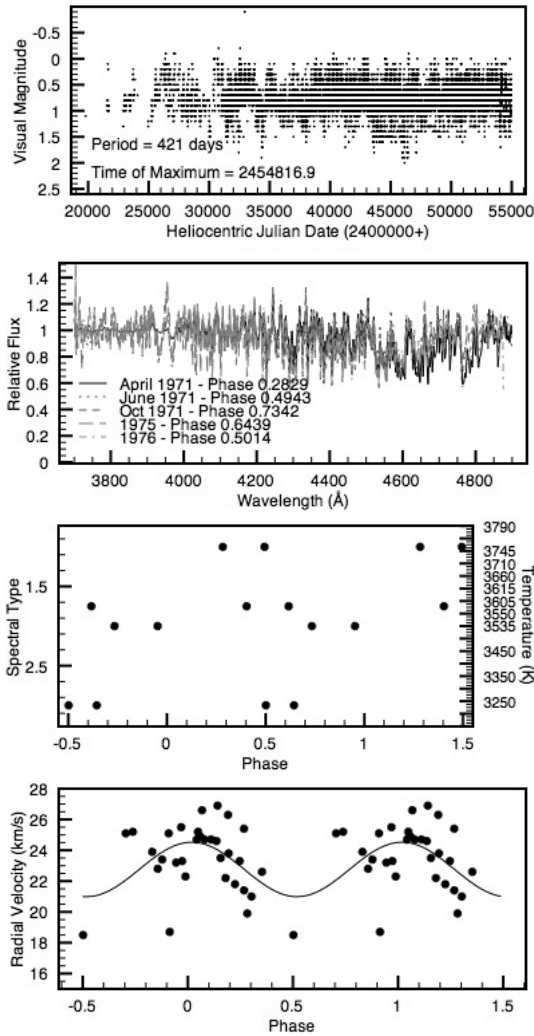 -0.5
0
0.5
1
1.5
2
2.5
Visual Magnitude
Period = 421 days
Time of Maximum = 2454816.9
20000 25000 30000 35000 40000 45000 50000 55000
Heliocentric Julian Date (2400000+)
1.4
1.2
1.0
0.8
0.6
0.4
0.2
0
Relative Flux
April 1971 - Phase 0.2829
June 1971 - Phase 0.4943
Oct 1971 - Phase 0.7342
1975 - Phase 0.6439
1976 - Phase 0.5014
3800 4000 4200 4400 4600 4800
Wavelength (Å)
1.5
2.5
Spectral Type
3790
3745
3710
3660
3615
3605
3550
3535
3450
3350
3250
Temperature (K)
-0.5 0 0.5 1 1.5
Phase
28
26
24
22
20
18
16
Radial Velocity (km/s)
-0.5 0 0.5 1 1.5
Phase